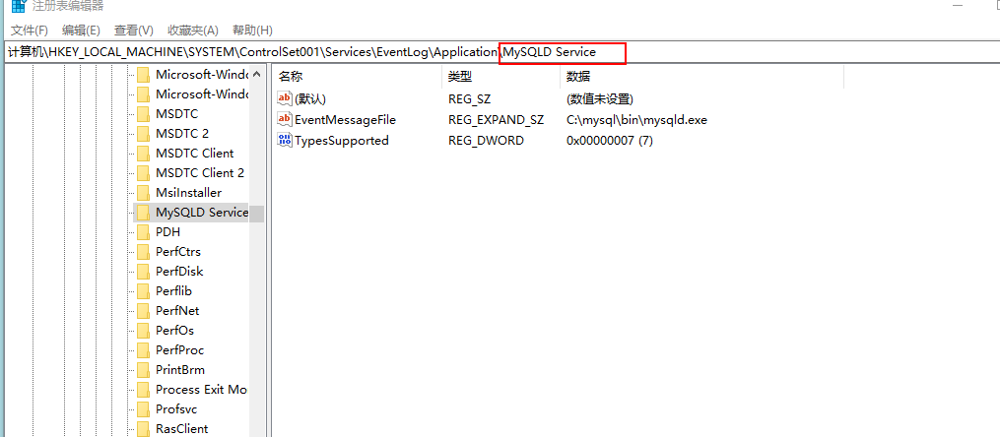 注册表编辑器
文件(F) 编辑(E) 查看(V) 收藏夹(A) 帮助(H)
计算机\HKEY_LOCAL_MACHINE\SYSTEM\ControlSet001\Services\EventLog\Application\MySQLD Service
名称 类型 数据
(默认) REG_SZ (数值未设置)
EventMessageFile REG_EXPAND_SZ C:\mysql\bin\mysqld.exe
TypesSupported REG_DWORD 0x00000007 (7)
Microsoft-Windo
Microsoft-Windo
MSDTC
MSDTC 2
MSDTC Client
MSDTC Client 2
MsiInstaller
MySQLD Service
PDH
PerfCtrs
PerfDisk
Perflib
PerfNet
PerfOs
PerfProc
PrintBrm
Process Exit Mo
Profsvc
RasClient